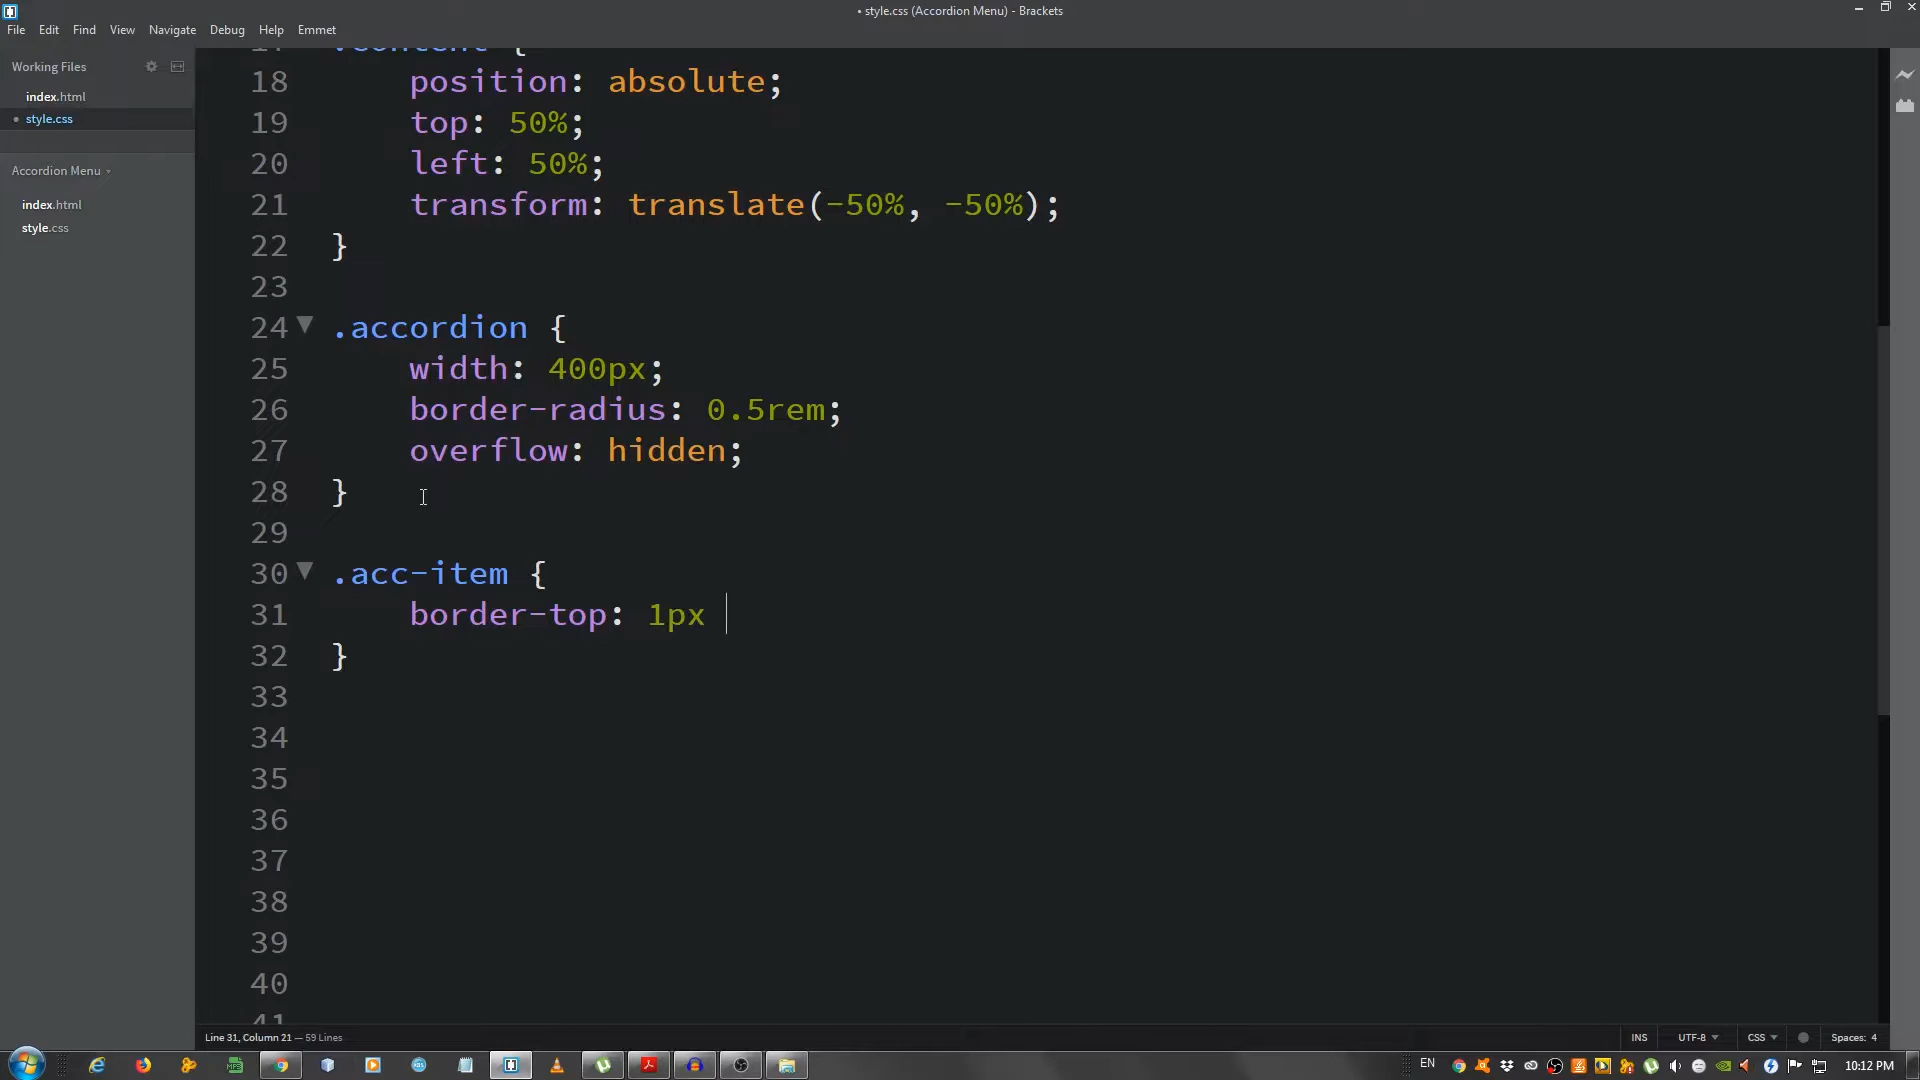 • style.css (Accordion Menu) - Brackets
File Edit Find View Navigate Debug Help Emmet
Working Files
index.html
• style.css
Accordion Menu
index.html
style.css
17 .content {
18 position: absolute;
19 top: 50%;
20 left: 50%;
21 transform: translate(-50%, -50%);
22 }
23
24 .accordion {
25 width: 400px;
26 border-radius: 0.5rem;
27 overflow: hidden;
28 }
29
30 .acc-item {
31 border-top: 1px
32 }
33
34
35
36
37
38
39
40
41
Line 31, Column 21 — 59 Lines
INS UTF-8 CSS Spaces: 4
EN 10:12 PM